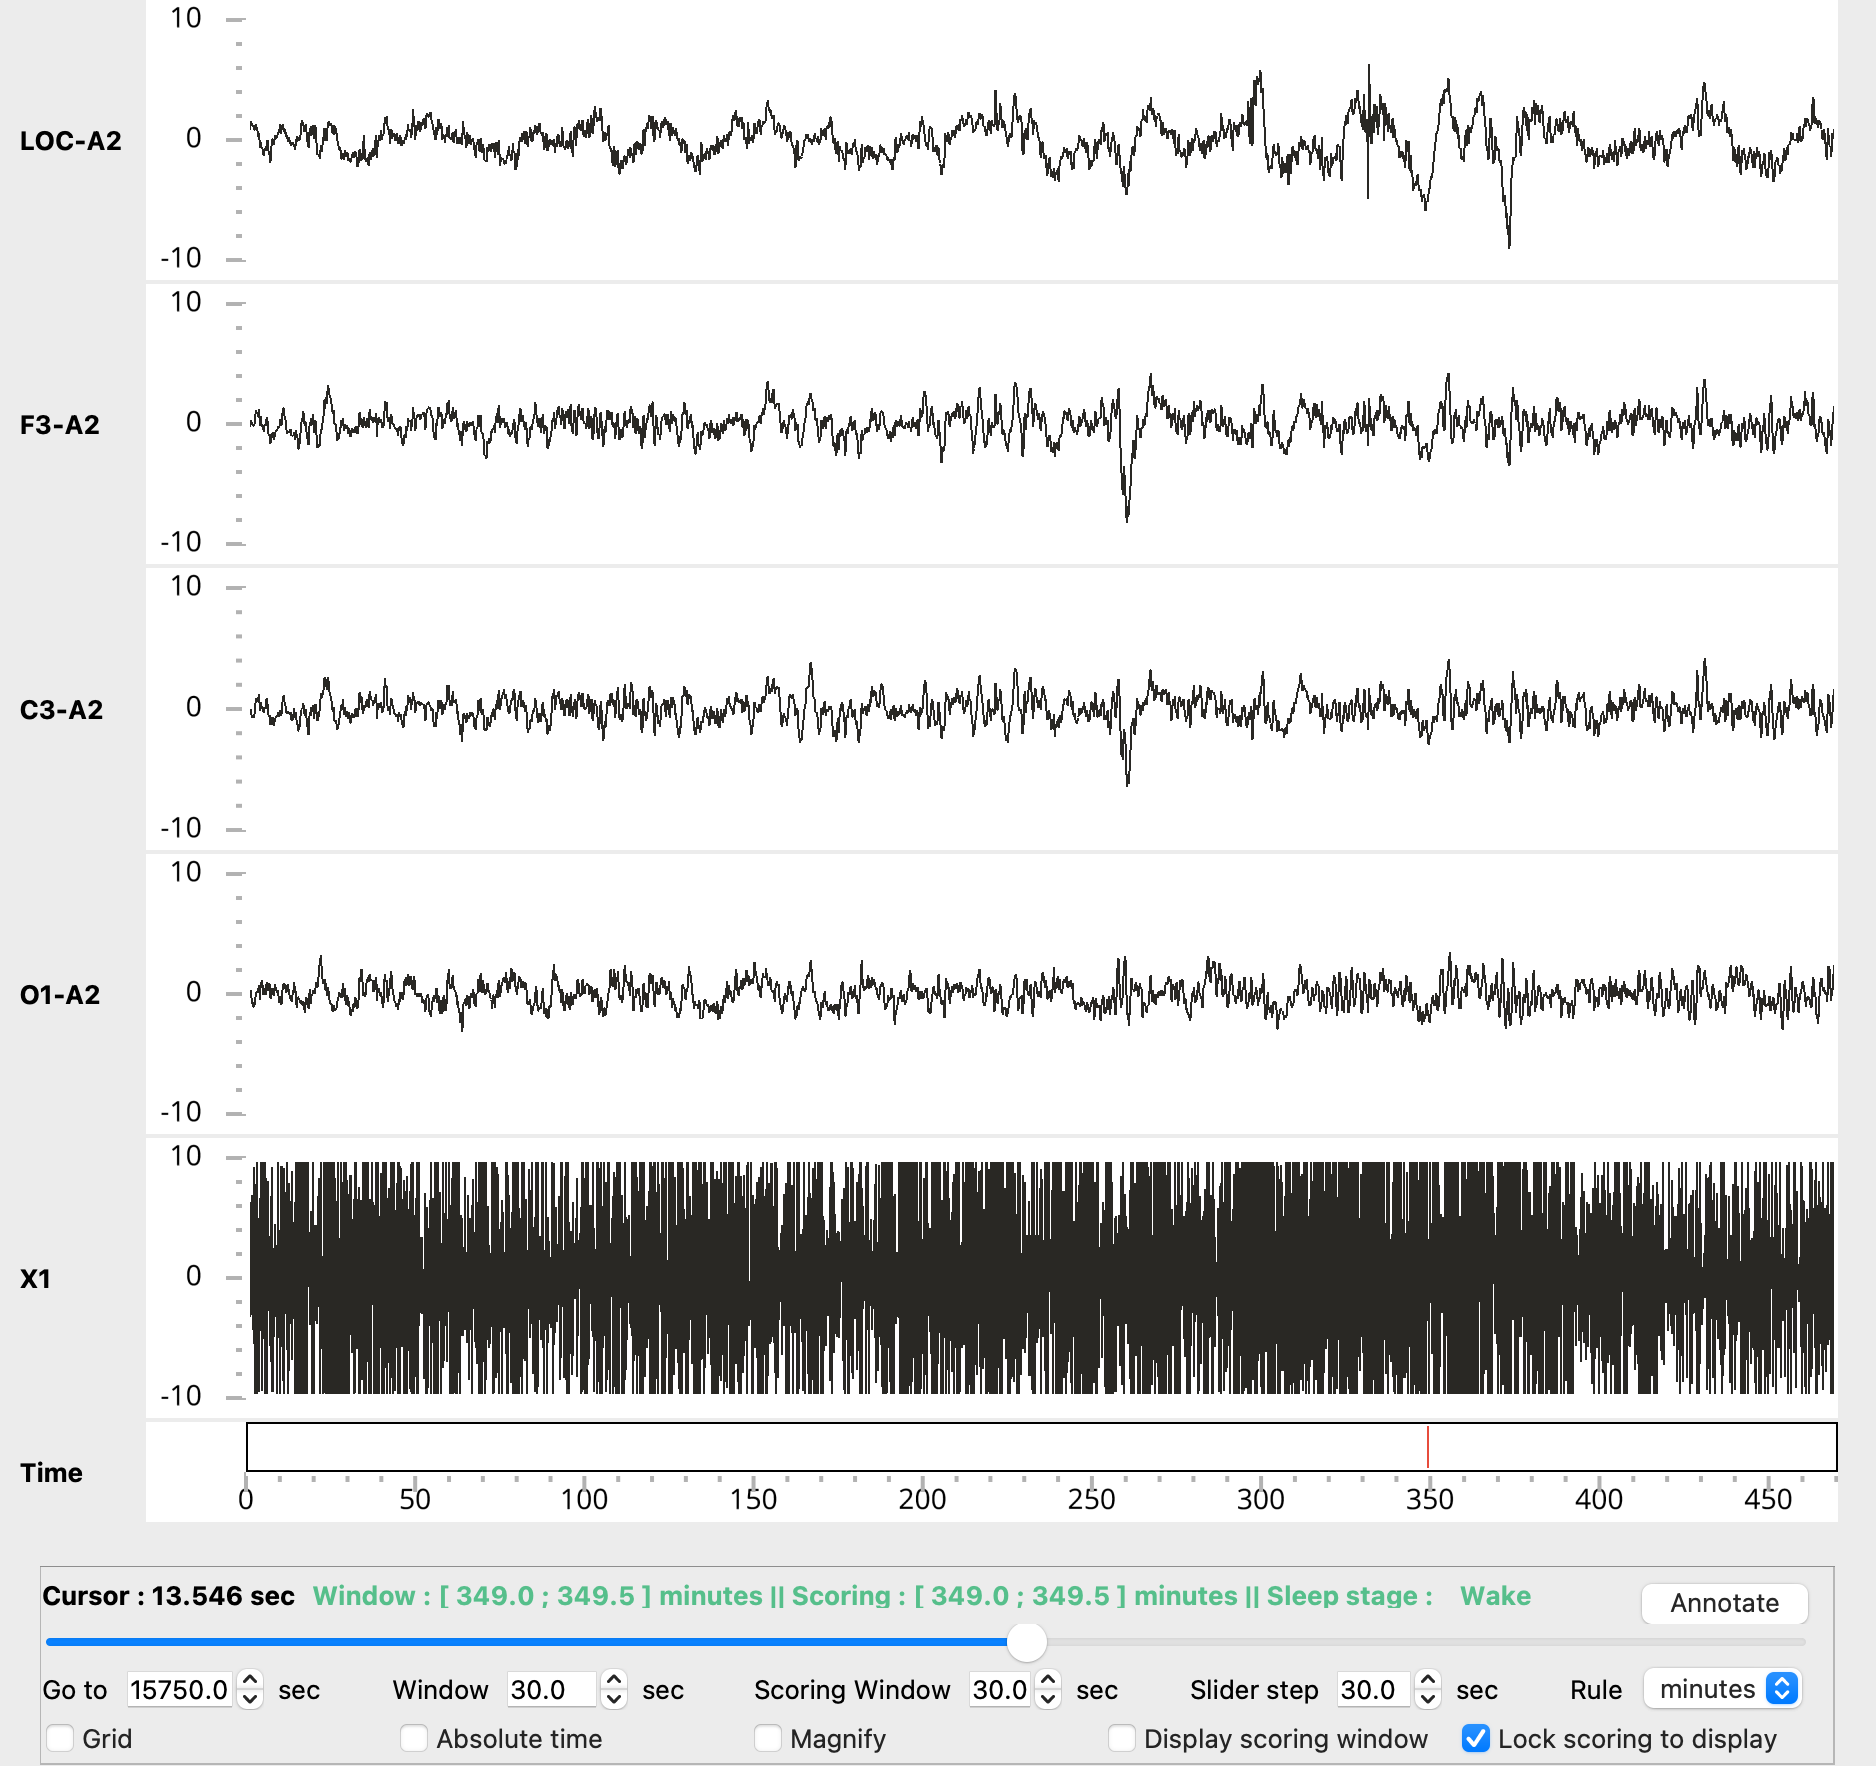 10
LOC-A2
0
-10
10
F3-A2
0
-10
10
C3-A2
0
-10
10
O1-A2
0
-10
10
X1
0
-10
Time
0 50 100 150 200 250 300 350 400 450
Cursor : 13.546 sec Window : [ 349.0 ; 349.5 ] minutes || Scoring : [ 349.0 ; 349.5 ] minutes || Sleep stage : Wake Annotate
Go to 15750.0 sec Window 30.0 sec Scoring Window 30.0 sec Slider step 30.0 sec Rule minutes
Grid Absolute time Magnify Display scoring window Lock scoring to display